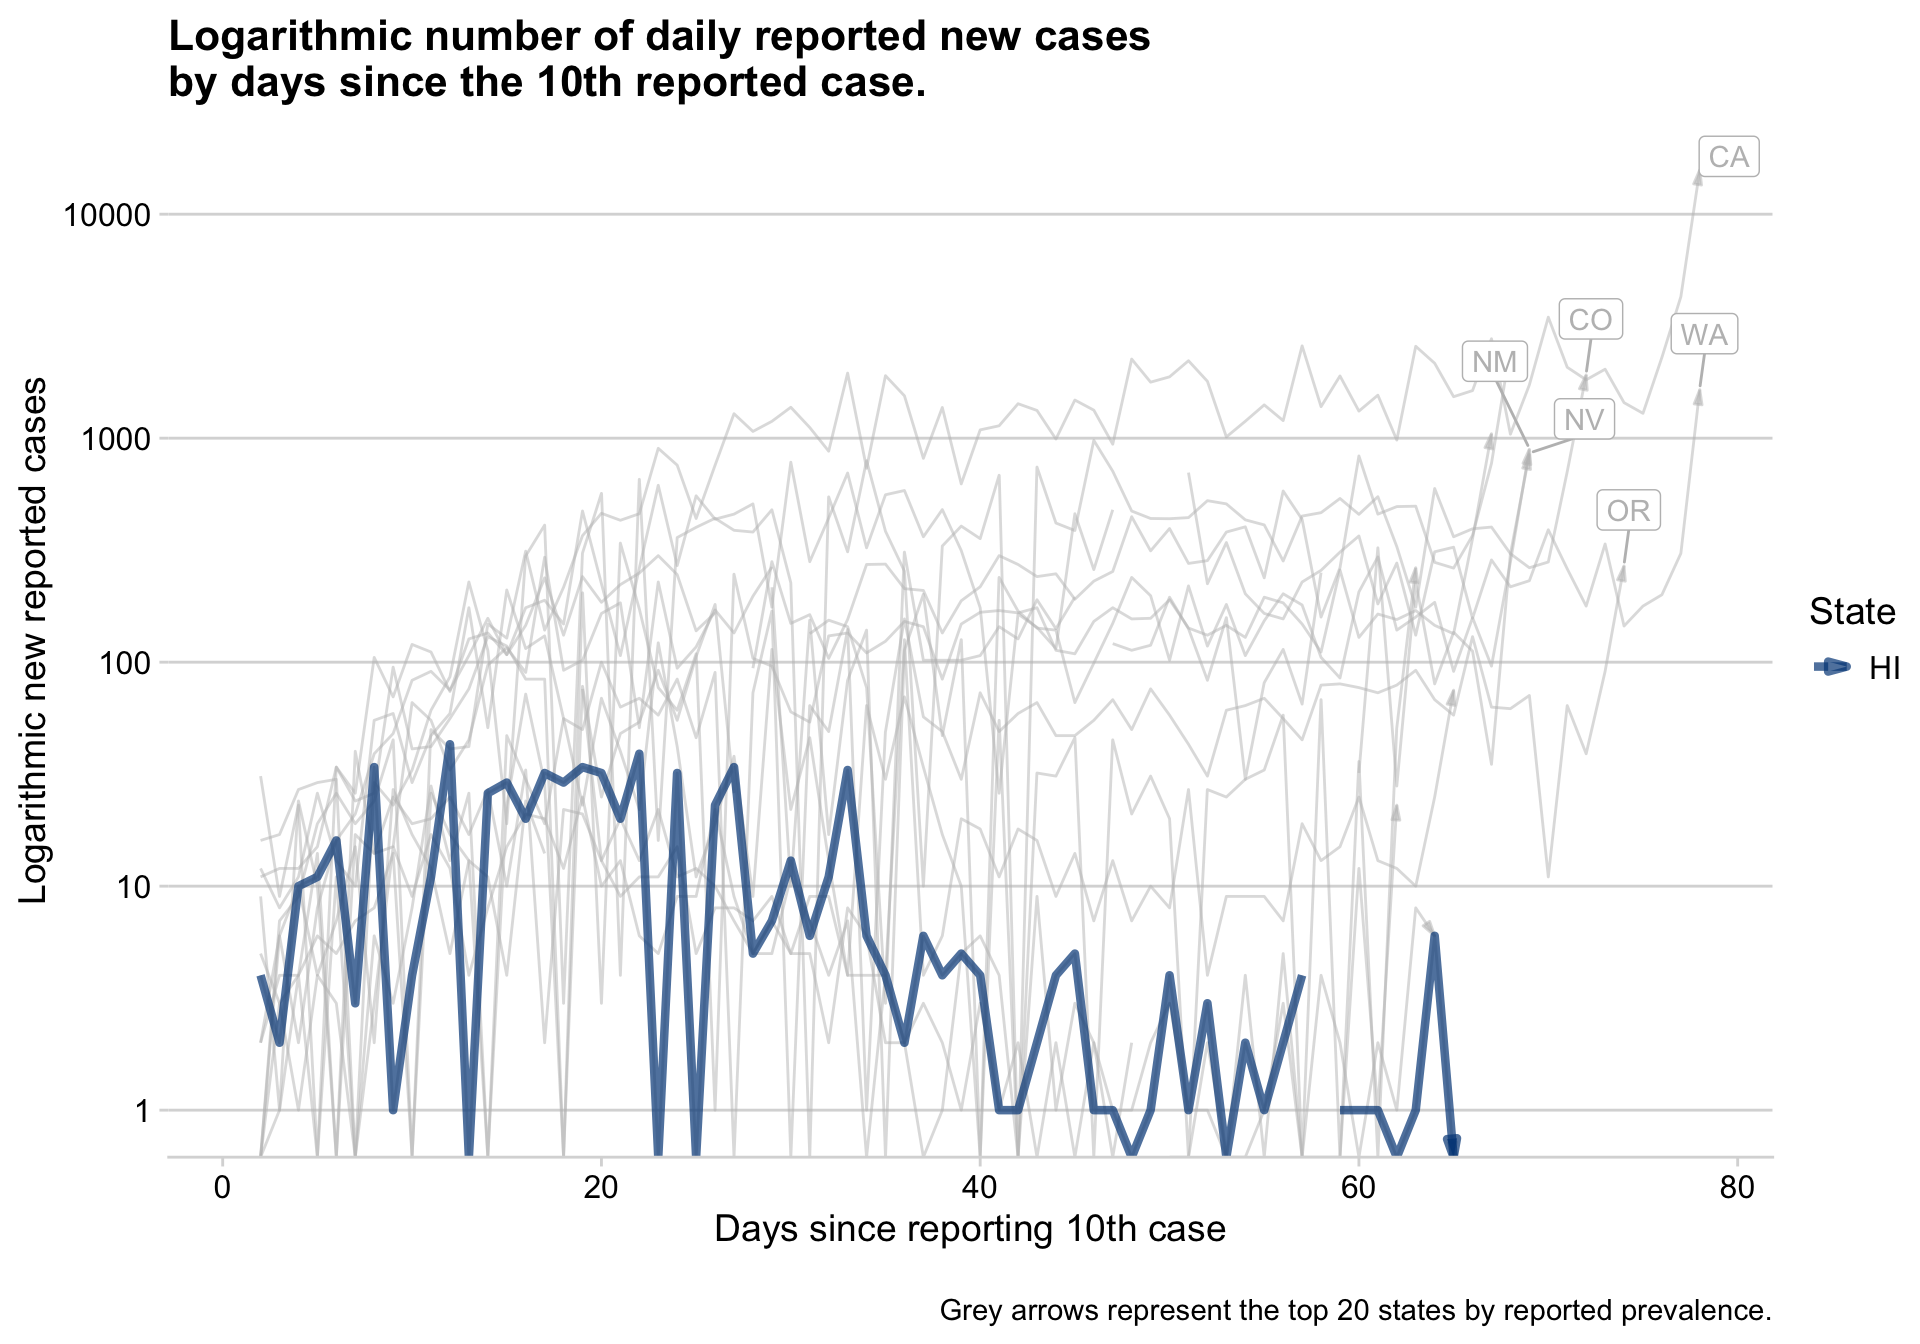 Logarithmic number of daily reported new cases
by days since the 10th reported case.
Logarithmic new reported cases
10000
1000
100
10
1
CA
CO
WA
NM
NV
OR
State
HI
0
20
40
60
80
Days since reporting 10th case
Grey arrows represent the top 20 states by reported prevalence.